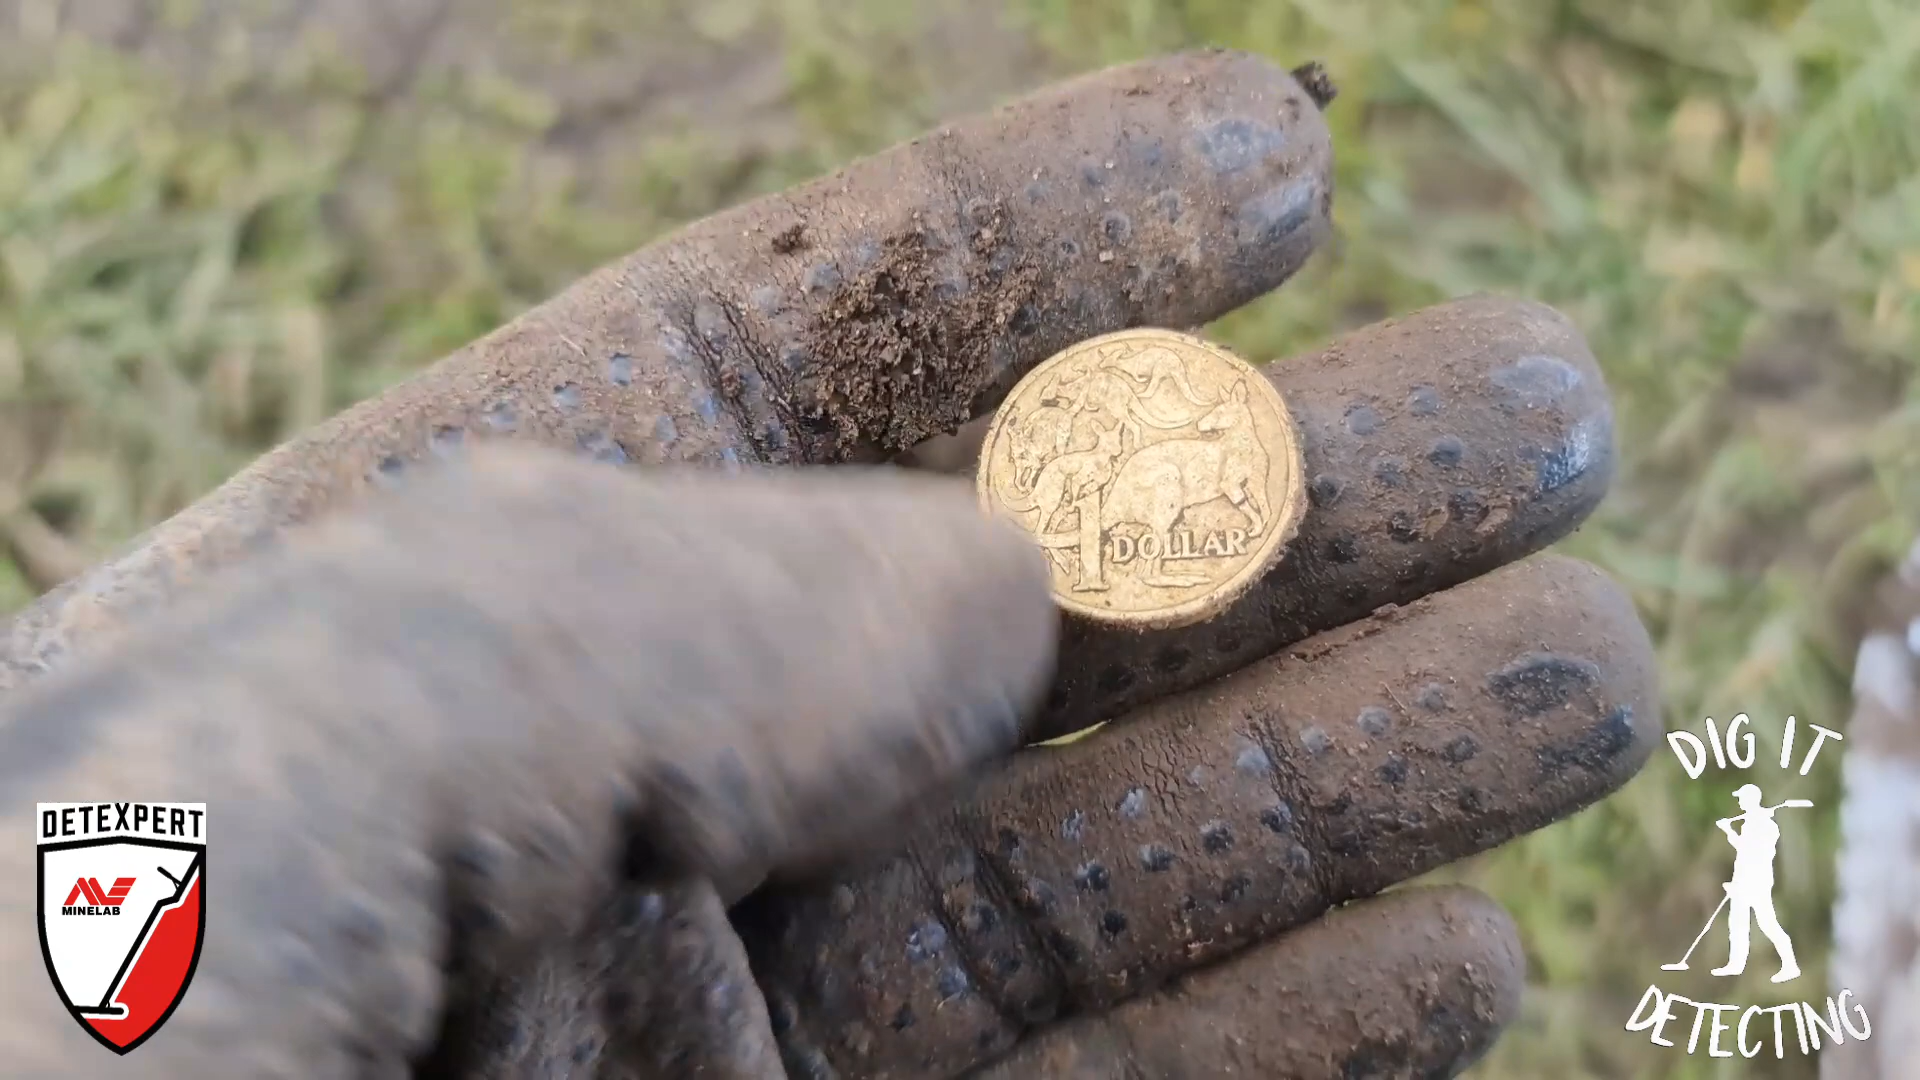 1
DOLLAR
DETEXPERT
MINELAB
DIG IT
DETECTING